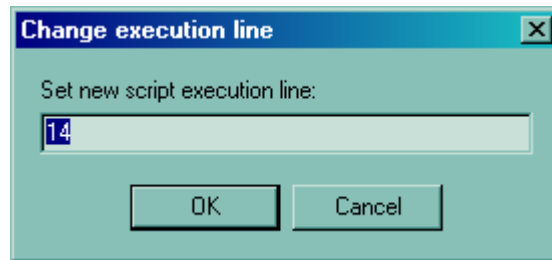 Change execution line
Set new script execution line:
14
OK
Cancel